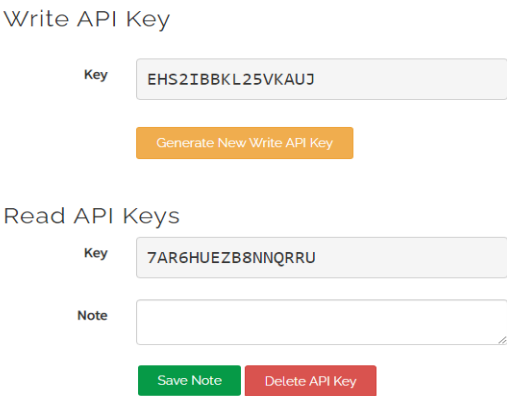 Write API Key
Key
EHS2IBBKL25VKAUJ
Generate New Write API Key
Read API Keys
Key
7AR6HUEZB8NNQRRU
Note
Save Note
Delete API Key